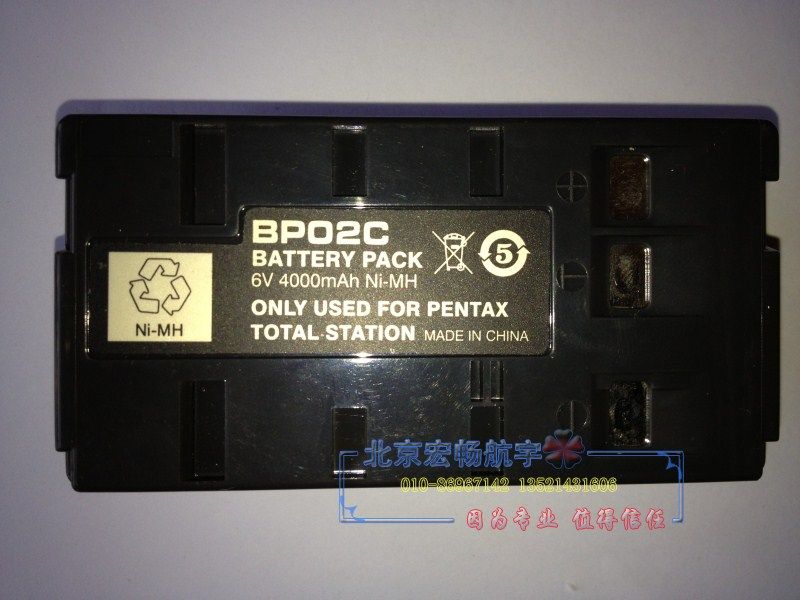 BP02C
BATTERY PACK
6V 4000mAh Ni-MH
5
ONLY USED FOR PENTAX
TOTAL-STATION MADE IN CHINA
Ni-MH
北京宏畅航宇
010-86967142 13521431606
因为专业 值得信任